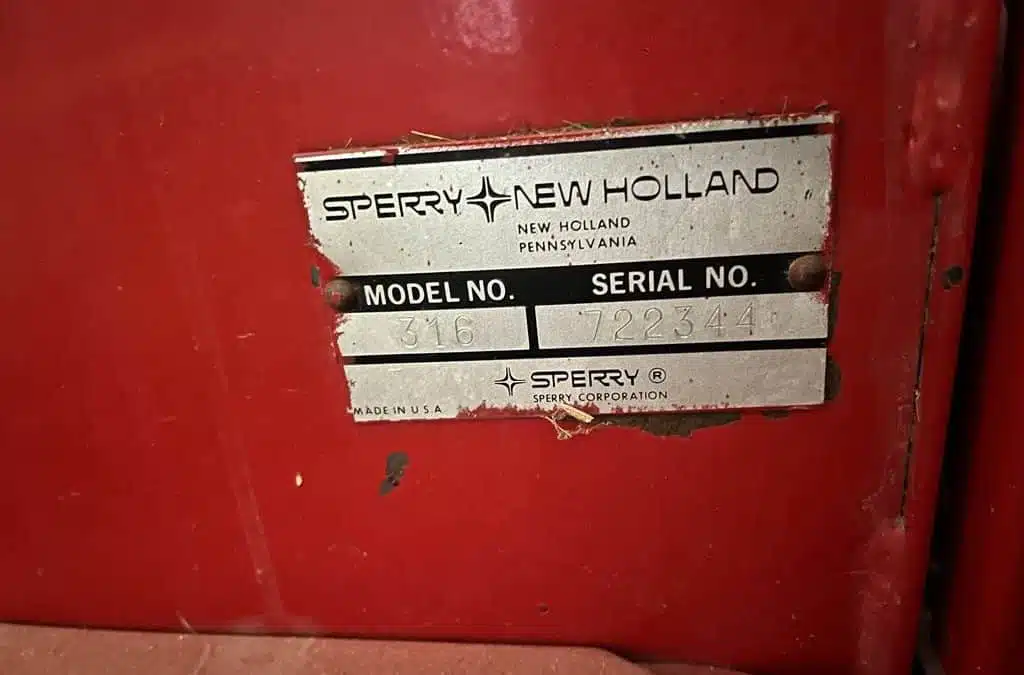 SPERRY NEW HOLLAND
NEW HOLLAND
PENNSYLVANIA
MODEL NO. SERIAL NO.
316 722344
SPERRY ®
SPERRY CORPORATION
MADE IN U.S.A